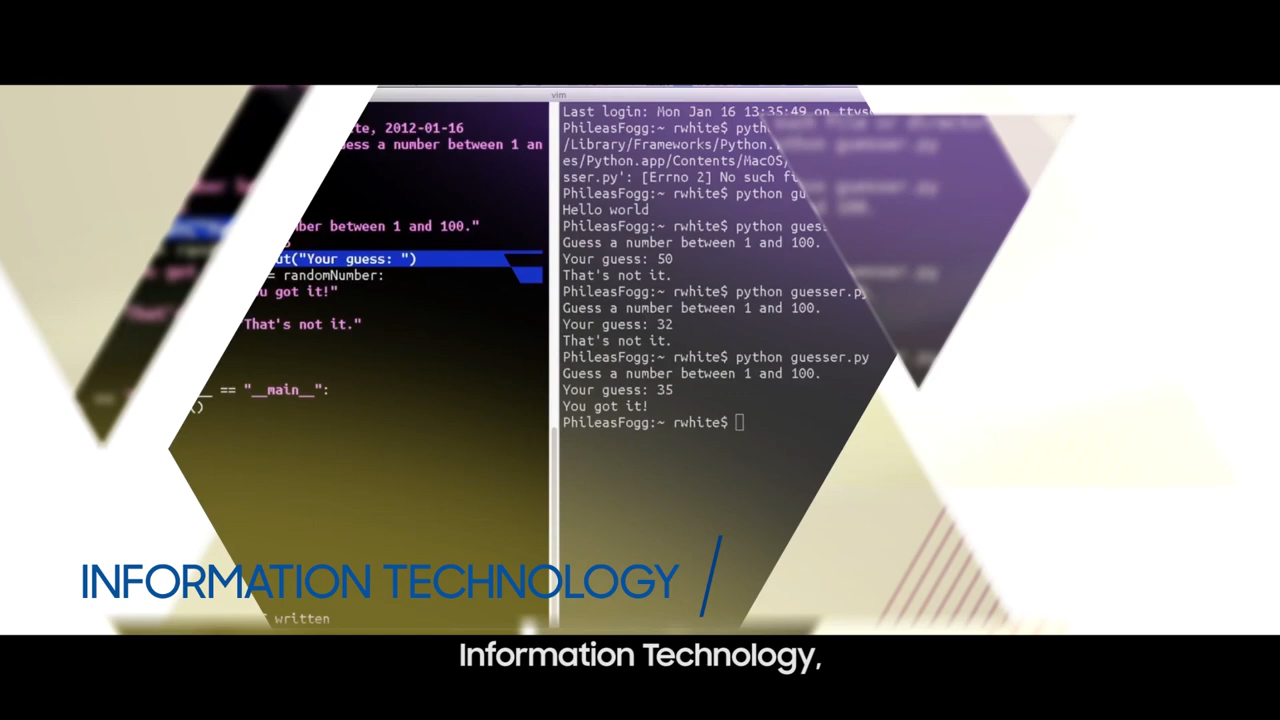 vim
2012-01-16
ess a number between 1 an
ber between 1 and 100."
ut("Your guess: ")
= randomNumber:
u got it!"
That's not it."
== "__main__":
()
written
Last login: Mon Jan 16 13:35:49 on ttys
PhileasFogg:~ rwhite$ pyth
/Library/Frameworks/Python.
es/Python.app/Contents/MacOS/
sser.py': [Errno 2] No such f
PhileasFogg:~ rwhite$ python gu
Hello world
PhileasFogg:~ rwhite$ python gues
Guess a number between 1 and 100.
Your guess: 50
That's not it.
PhileasFogg:~ rwhite$ python guesser.py
Guess a number between 1 and 100.
Your guess: 32
That's not it.
PhileasFogg:~ rwhite$ python guesser.py
Guess a number between 1 and 100.
Your guess: 35
You got it!
PhileasFogg:~ rwhite$
INFORMATION TECHNOLOGY
Information Technology,